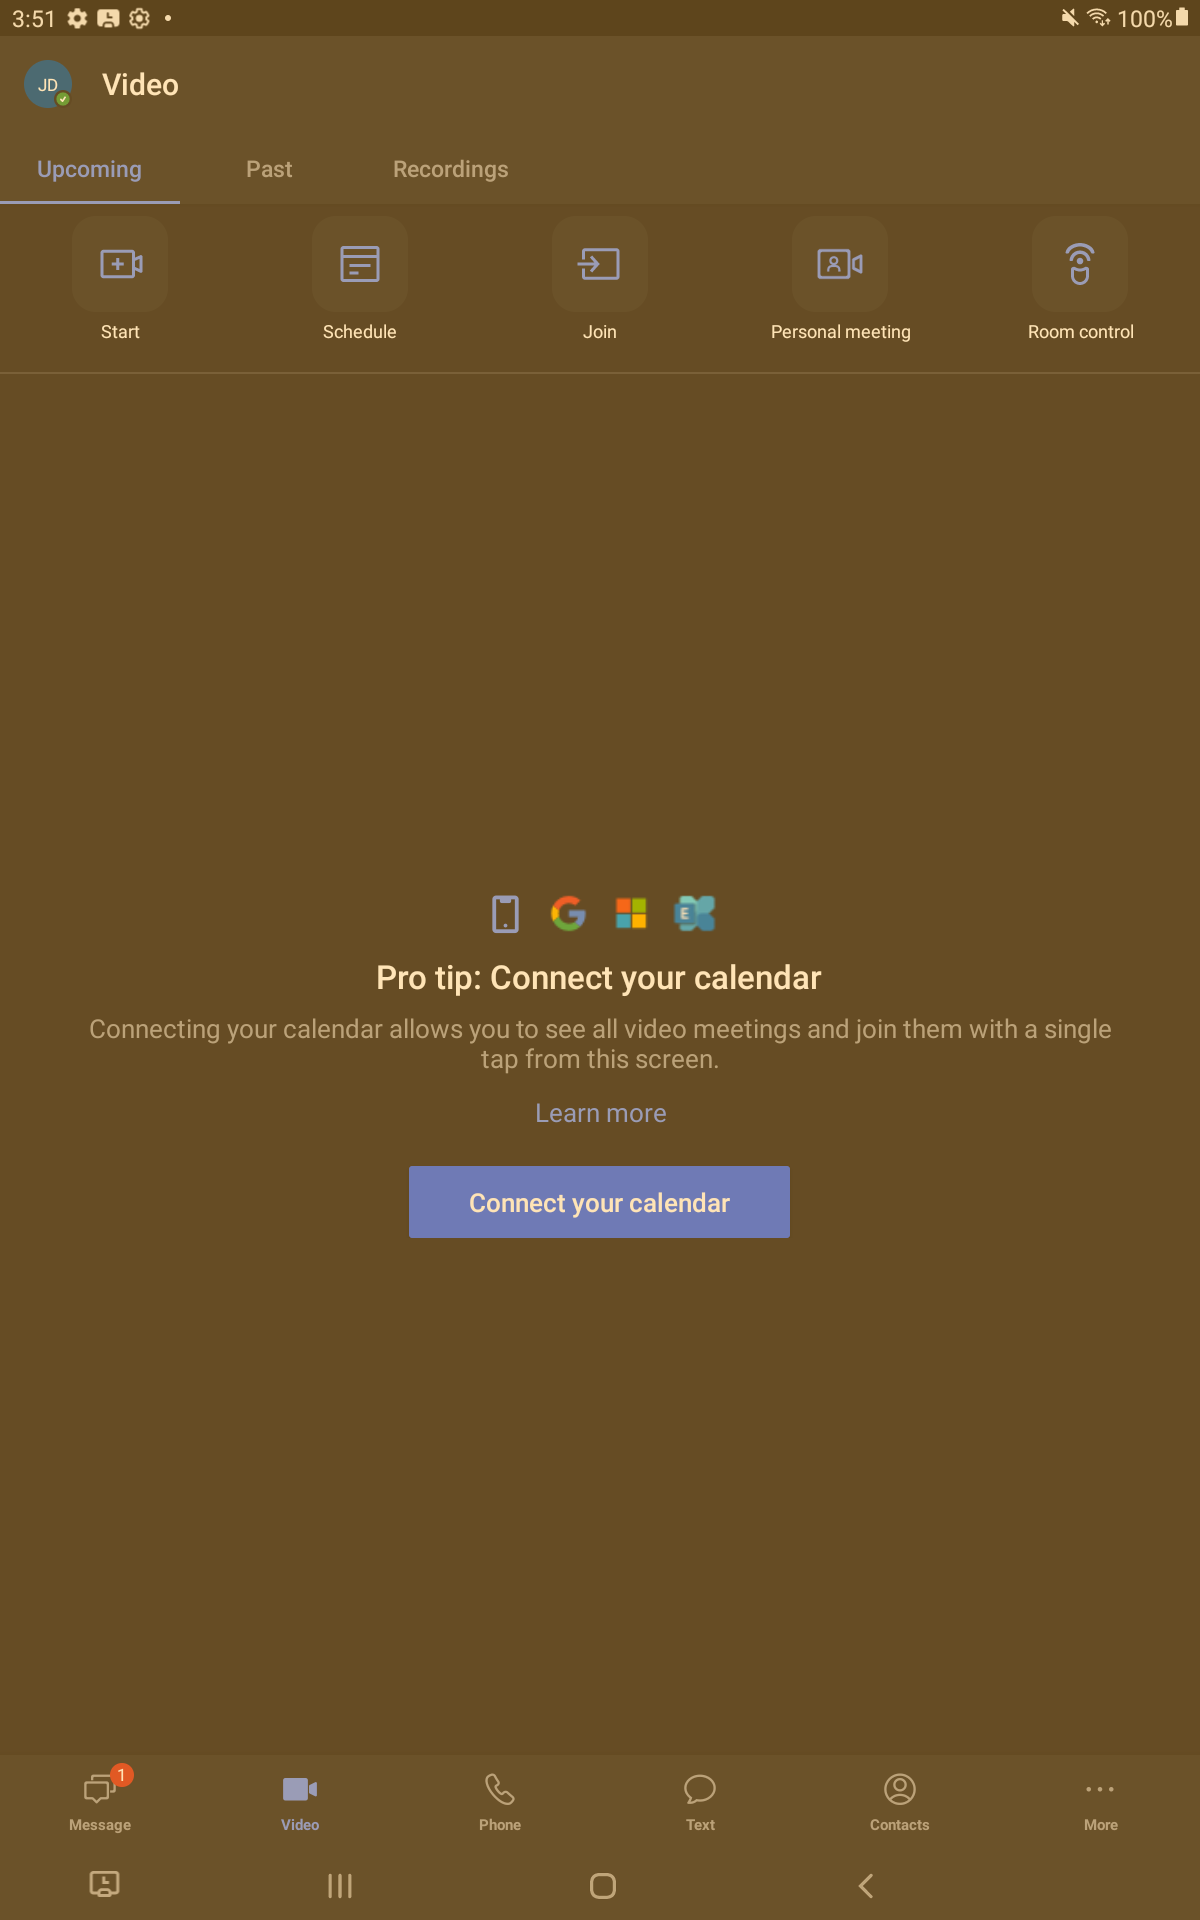 3:51
100%
JD
Video
Upcoming
Past
Recordings
Start
Schedule
Join
Personal meeting
Room control
E
Pro tip: Connect your calendar
Connecting your calendar allows you to see all video meetings and join them with a single
tap from this screen.
Learn more
Connect your calendar
1
Message
Video
Phone
Text
Contacts
More